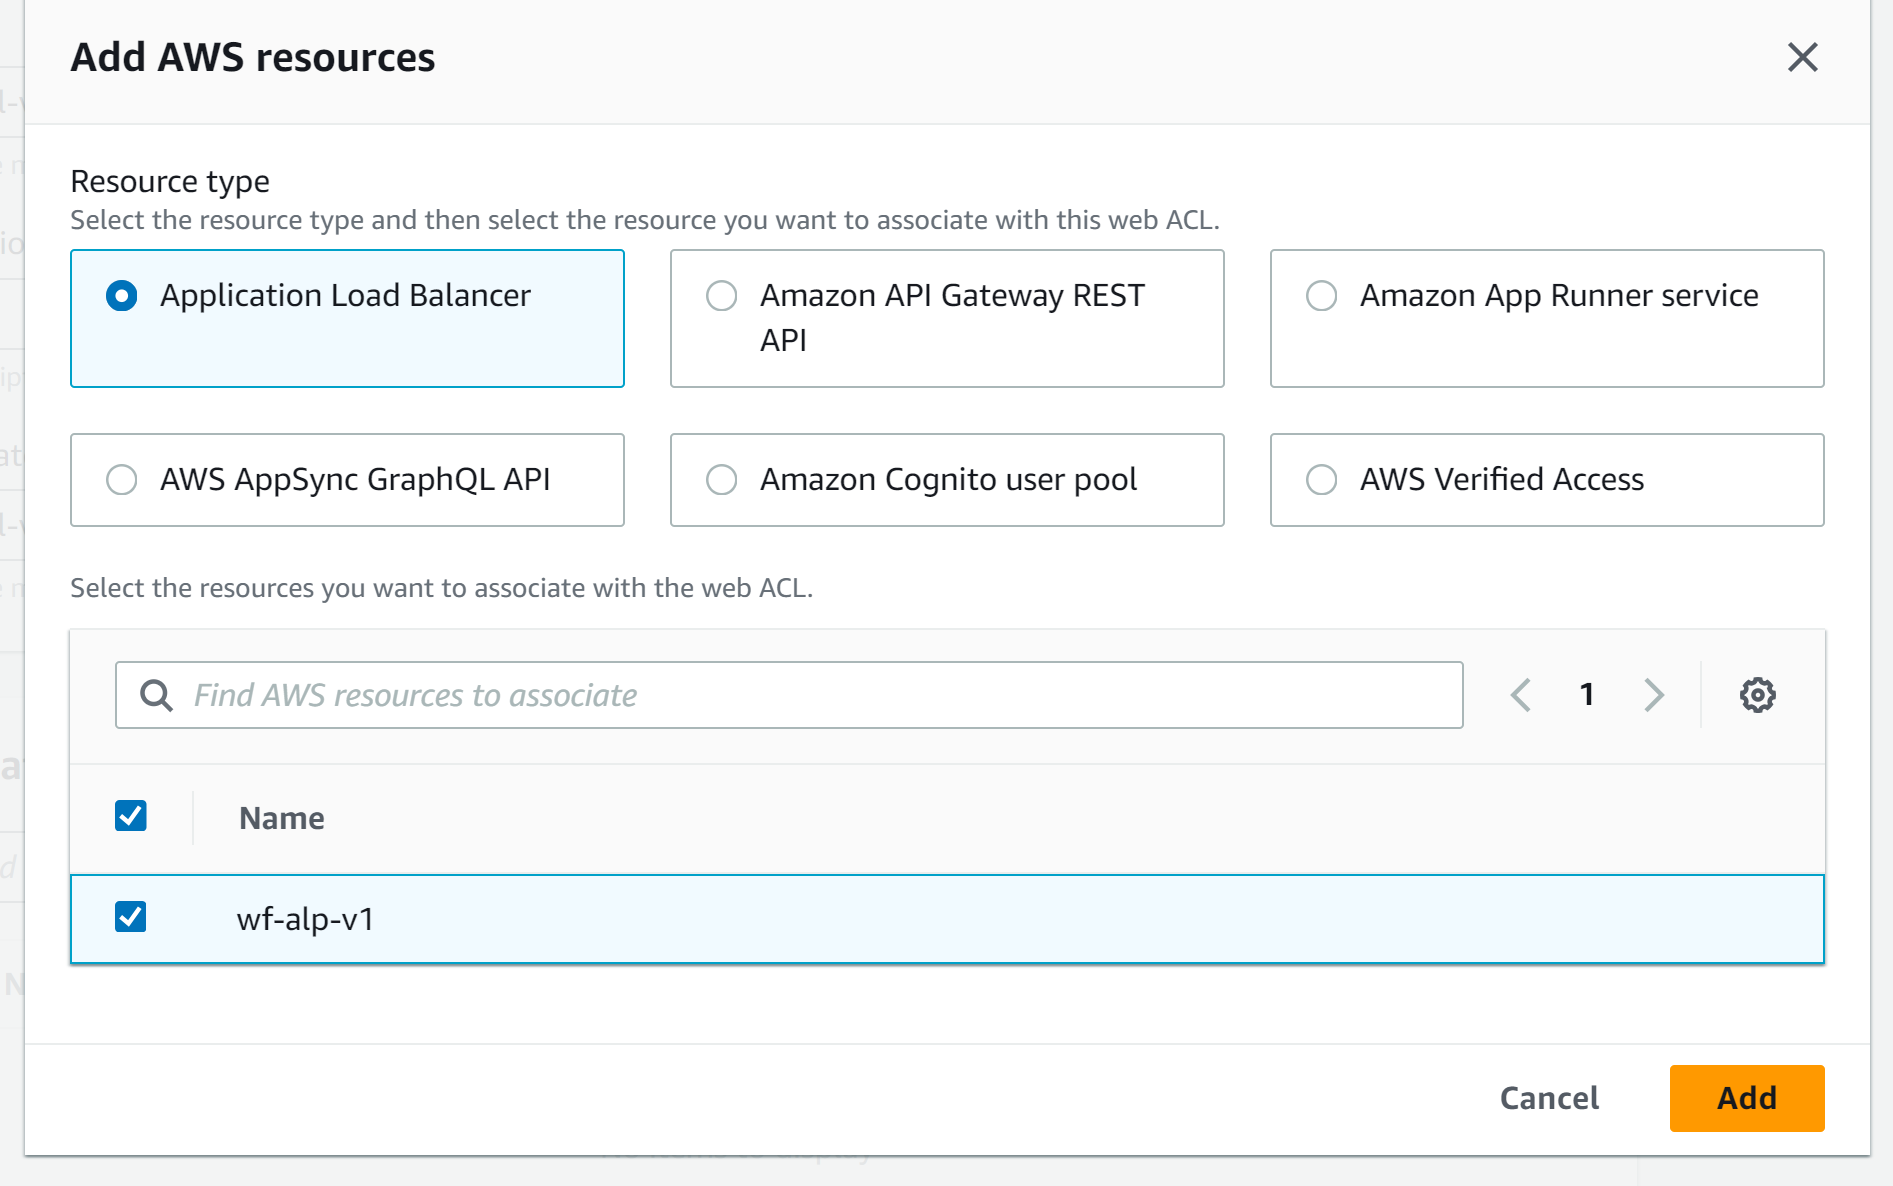 Add AWS resources
Resource type
Select the resource type and then select the resource you want to associate with this web ACL.
Application Load Balancer
Amazon API Gateway REST
API
Amazon App Runner service
AWS AppSync GraphQL API
Amazon Cognito user pool
AWS Verified Access
Select the resources you want to associate with the web ACL.
Find AWS resources to associate
1
Name
wf-alp-v1
Cancel
Add